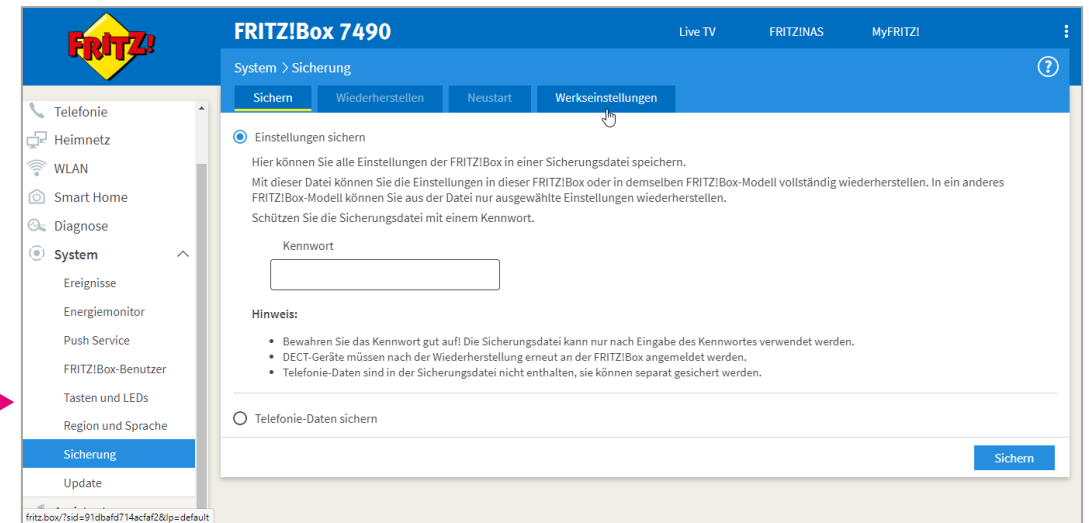 FRITZ!
FRITZ!Box 7490
Live TV
FRITZ!NAS
MyFRITZ!
System > Sicherung
?
Sichern
Wiederherstellen
Neustart
Werkseinstellungen
Telefonie
Heimnetz
WLAN
Smart Home
Diagnose
System
Ereignisse
Energiemonitor
Push Service
FRITZ!Box-Benutzer
Tasten und LEDs
Region und Sprache
Sicherung
Update
fritz.box/?sid=91dbafd714acfaf2&lp=default
Einstellungen sichern
Hier können Sie alle Einstellungen der FRITZ!Box in einer Sicherungsdatei speichern.
Mit dieser Datei können Sie die Einstellungen in dieser FRITZ!Box oder in demselben FRITZ!Box-Modell vollständig wiederherstellen. In ein anderes
FRITZ!Box-Modell können Sie aus der Datei nur ausgewählte Einstellungen wiederherstellen.
Schützen Sie die Sicherungsdatei mit einem Kennwort.
Kennwort
Hinweis:
• Bewahren Sie das Kennwort gut auf! Die Sicherungsdatei kann nur nach Eingabe des Kennwortes verwendet werden.
• DECT-Geräte müssen nach der Wiederherstellung erneut an der FRITZ!Box angemeldet werden.
• Telefonie-Daten sind in der Sicherungsdatei nicht enthalten, sie können separat gesichert werden.
Telefonie-Daten sichern
Sichern